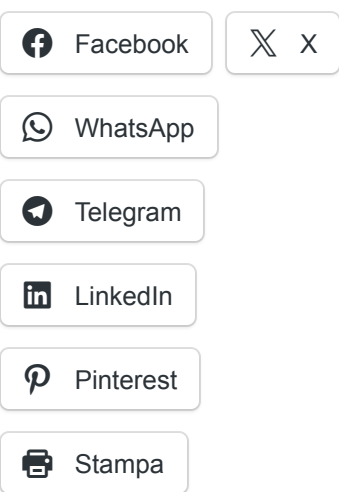 Facebook X
WhatsApp
Telegram
LinkedIn
Pinterest
Stampa